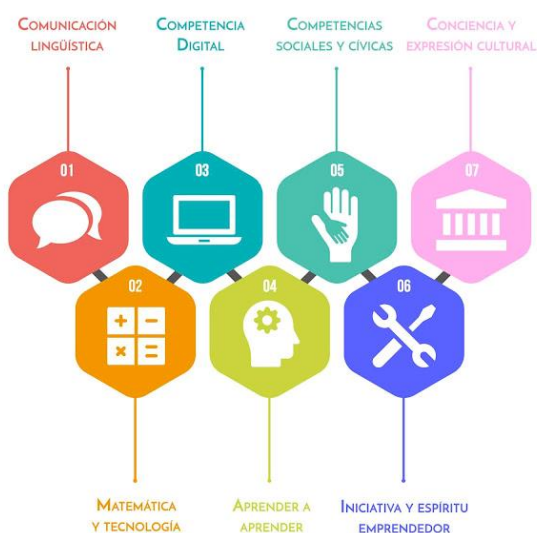 Comunicación
lingüística
Competencia
Digital
Competencias
sociales y cívicas
Conciencia y
expresión cultural
01
03
05
07
02
04
06
Matemática
y tecnología
Aprender a
aprender
Iniciativa y espíritu
emprendedor